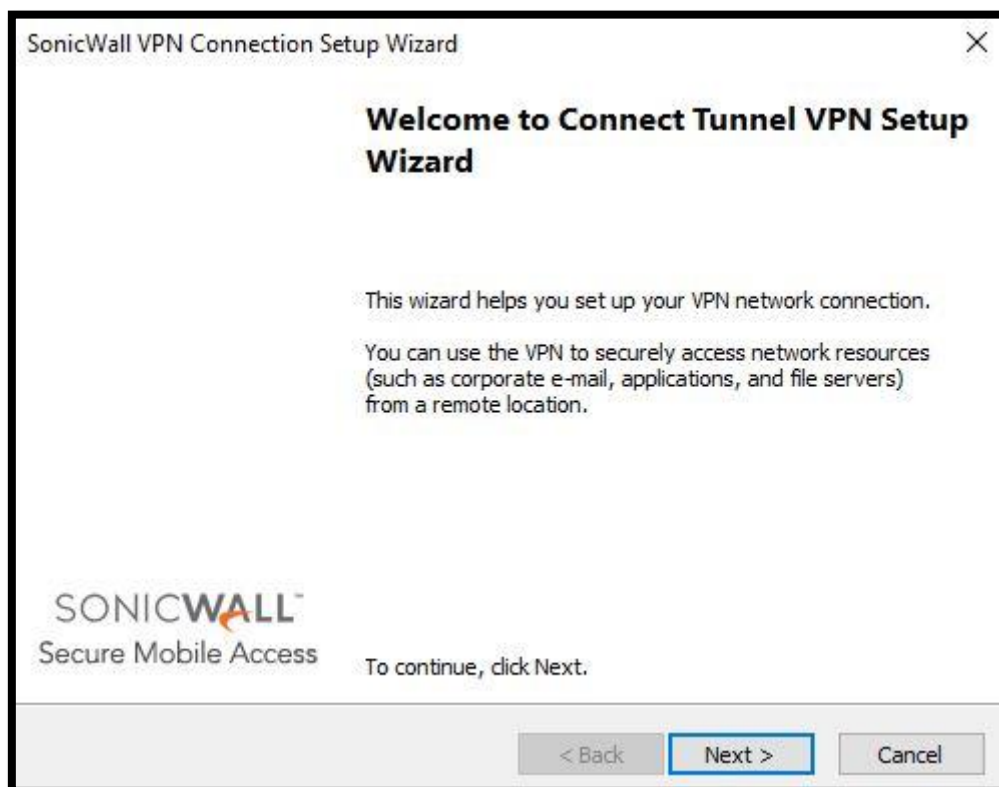 SonicWall VPN Connection Setup Wizard
Welcome to Connect Tunnel VPN Setup
Wizard
This wizard helps you set up your VPN network connection.
You can use the VPN to securely access network resources
(such as corporate e-mail, applications, and file servers)
from a remote location.
SONICWALL™
Secure Mobile Access
To continue, click Next.
< Back
Next >
Cancel